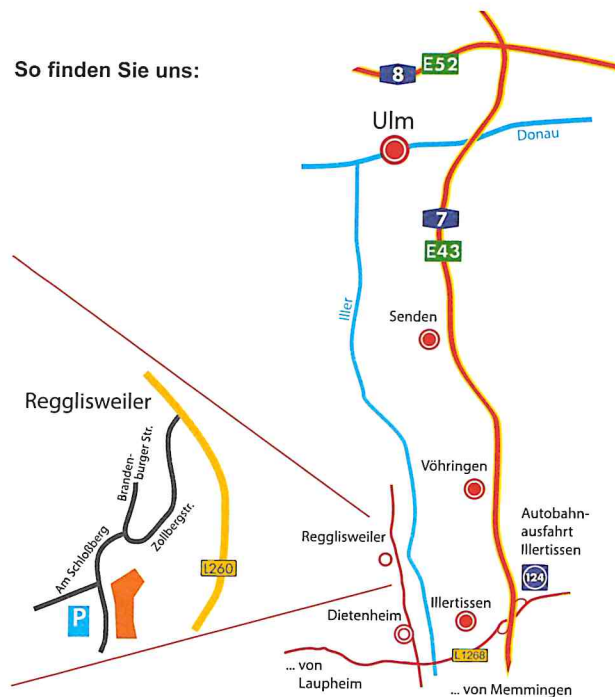 So finden Sie uns:
8
E52
Ulm
Donau
7
E43
Iller
Senden
Regglisweiler
Branden-
burger Str.
Zollbergstr.
Am Schloßberg
L260
P
Vöhringen
Autobahn-
ausfahrt
Illertissen
124
Regglisweiler
Dietenheim
Illertissen
L1268
... von
Laupheim
... von Memmingen